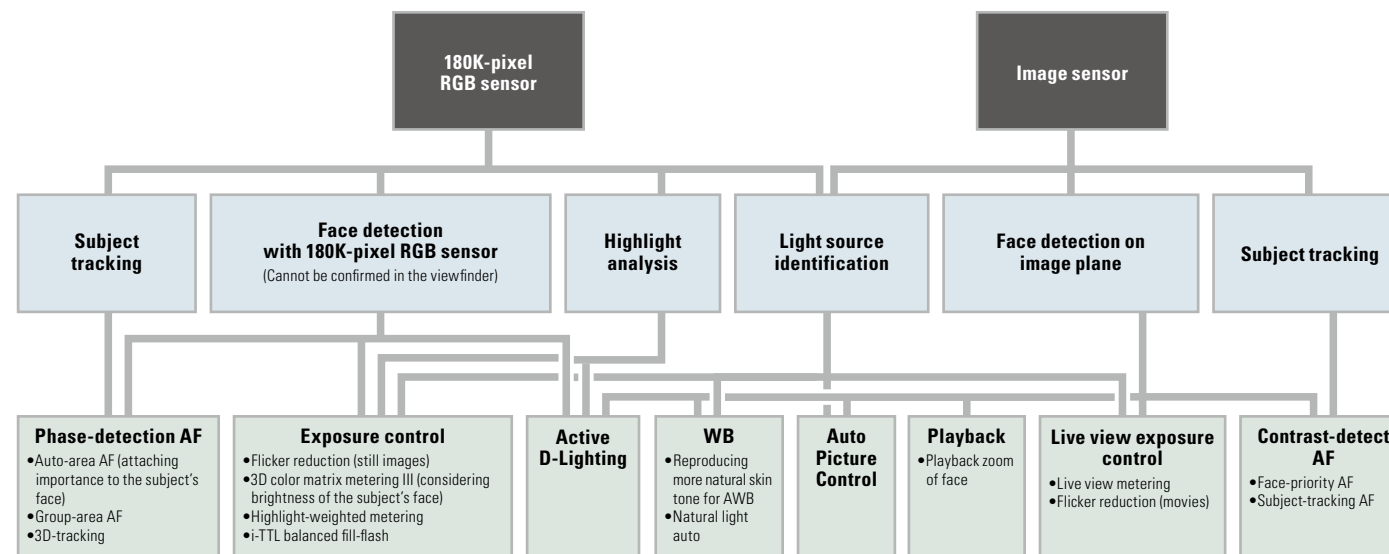 180K-pixel
RGB sensor
Image sensor
Subject
tracking
Face detection
with 180K-pixel RGB sensor
(Cannot be confirmed in the viewfinder)
Highlight
analysis
Light source
identification
Face detection on
image plane
Subject tracking
Phase-detection AF
•Auto-area AF (attaching
importance to the subject's
face)
•Group-area AF
•3D-tracking
Exposure control
•Flicker reduction (still images)
•3D color matrix metering III (considering
brightness of the subject's face)
•Highlight-weighted metering
•i-TTL balanced fill-flash
Active
D-Lighting
WB
•Reproducing
more natural skin
tone for AWB
•Natural light
auto
Auto
Picture
Control
Playback
•Playback zoom
of face
Live view exposure
control
•Live view metering
•Flicker reduction (movies)
Contrast-detect
AF
•Face-priority AF
•Subject-tracking AF